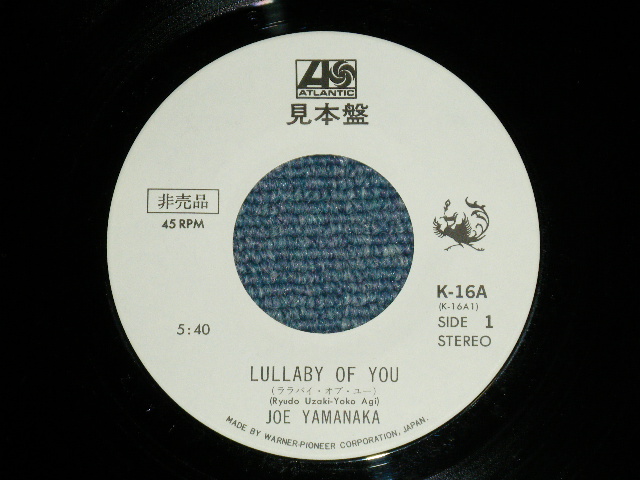 ATLANTIC
見本盤
非売品
45 RPM
K-16A
(K-16A1)
SIDE 1
STEREO
5:40
LULLABY OF YOU
(ララバイ・オブ・ユー)
(Ryudo Uzaki-Yoko Agi)
JOE YAMANAKA
MADE BY WARNER-PIONEER CORPORATION, JAPAN.